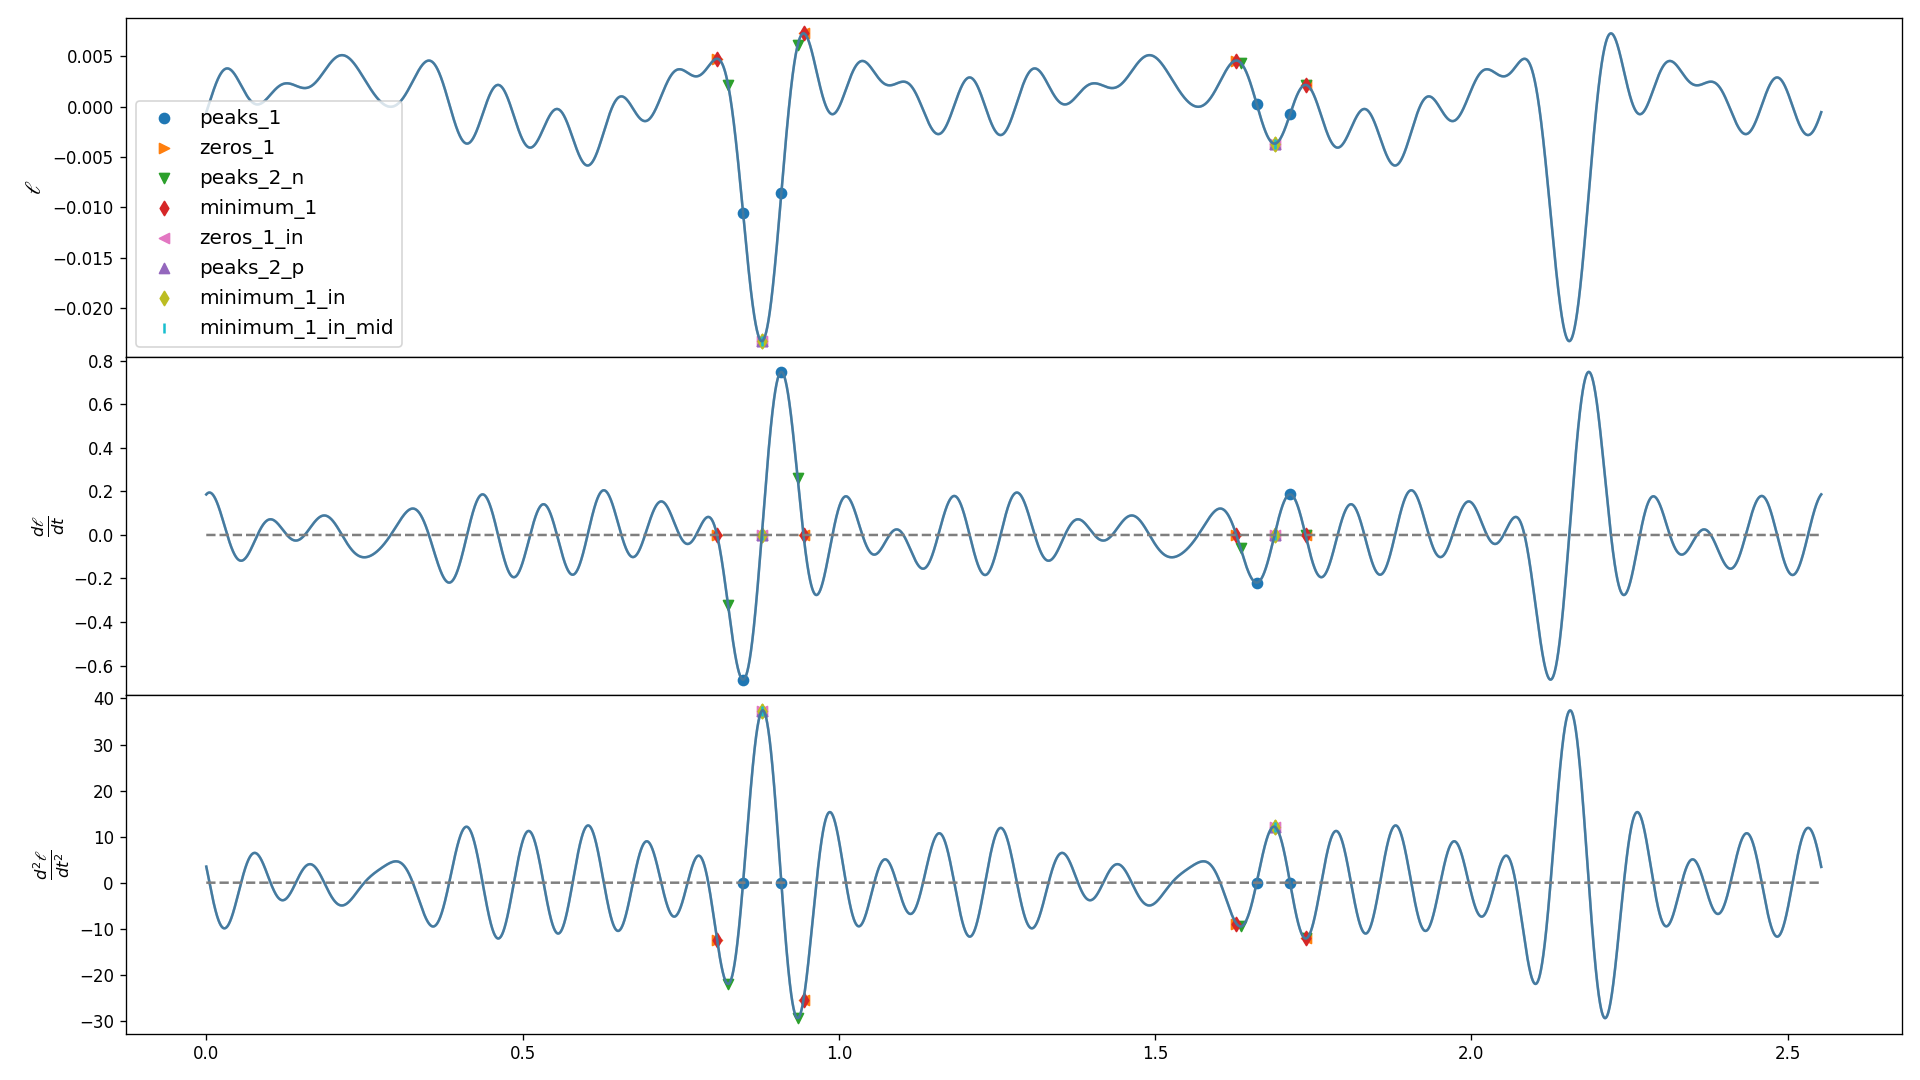 0.005
0.000
−0.005
−0.010
−0.015
−0.020
ℓ
peaks_1
zeros_1
peaks_2_n
minimum_1
zeros_1_in
peaks_2_p
minimum_1_in
minimum_1_in_mid
0.8
0.6
0.4
0.2
0.0
−0.2
−0.4
−0.6
dℓ
dt
40
30
20
10
0
−10
−20
−30
d²ℓ
dt²
0.0 0.5 1.0 1.5 2.0 2.5